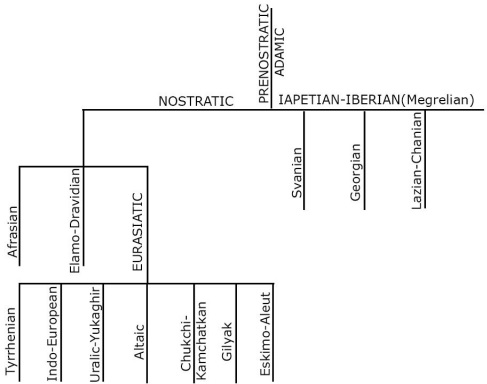 PRENOSTRATIC
ADAMIC
NOSTRATIC
IAPETIAN-IBERIAN(Megrelian)
Svanian
Georgian
Lazian-Chanian
Afrasian
Elamo-Dravidian
EURASIATIC
Tyrrhenian
Indo-European
Uralic-Yukaghir
Altaic
Chukchi-
Kamchatkan
Gilyak
Eskimo-Aleut